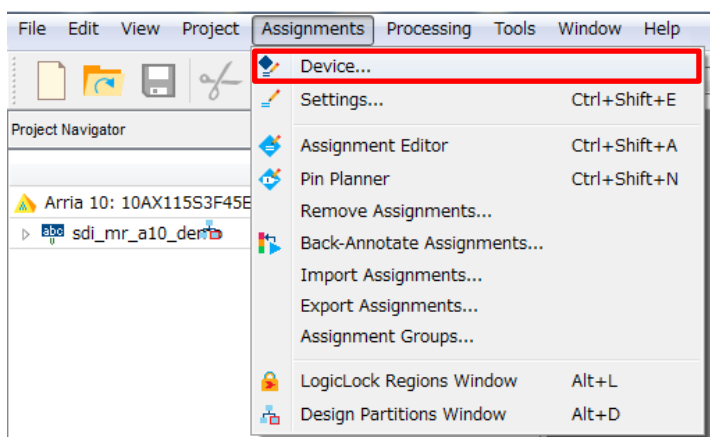 File Edit View Project Assignments Processing Tools Window Help
Device...
Settings... Ctrl+Shift+E
Project Navigator
Assignment Editor Ctrl+Shift+A
Pin Planner Ctrl+Shift+N
Arria 10: 10AX115S3F45E
Remove Assignments...
abc sdi_mr_a10_demo
Back-Annotate Assignments...
Import Assignments...
Export Assignments...
Assignment Groups...
LogicLock Regions Window Alt+L
Design Partitions Window Alt+D